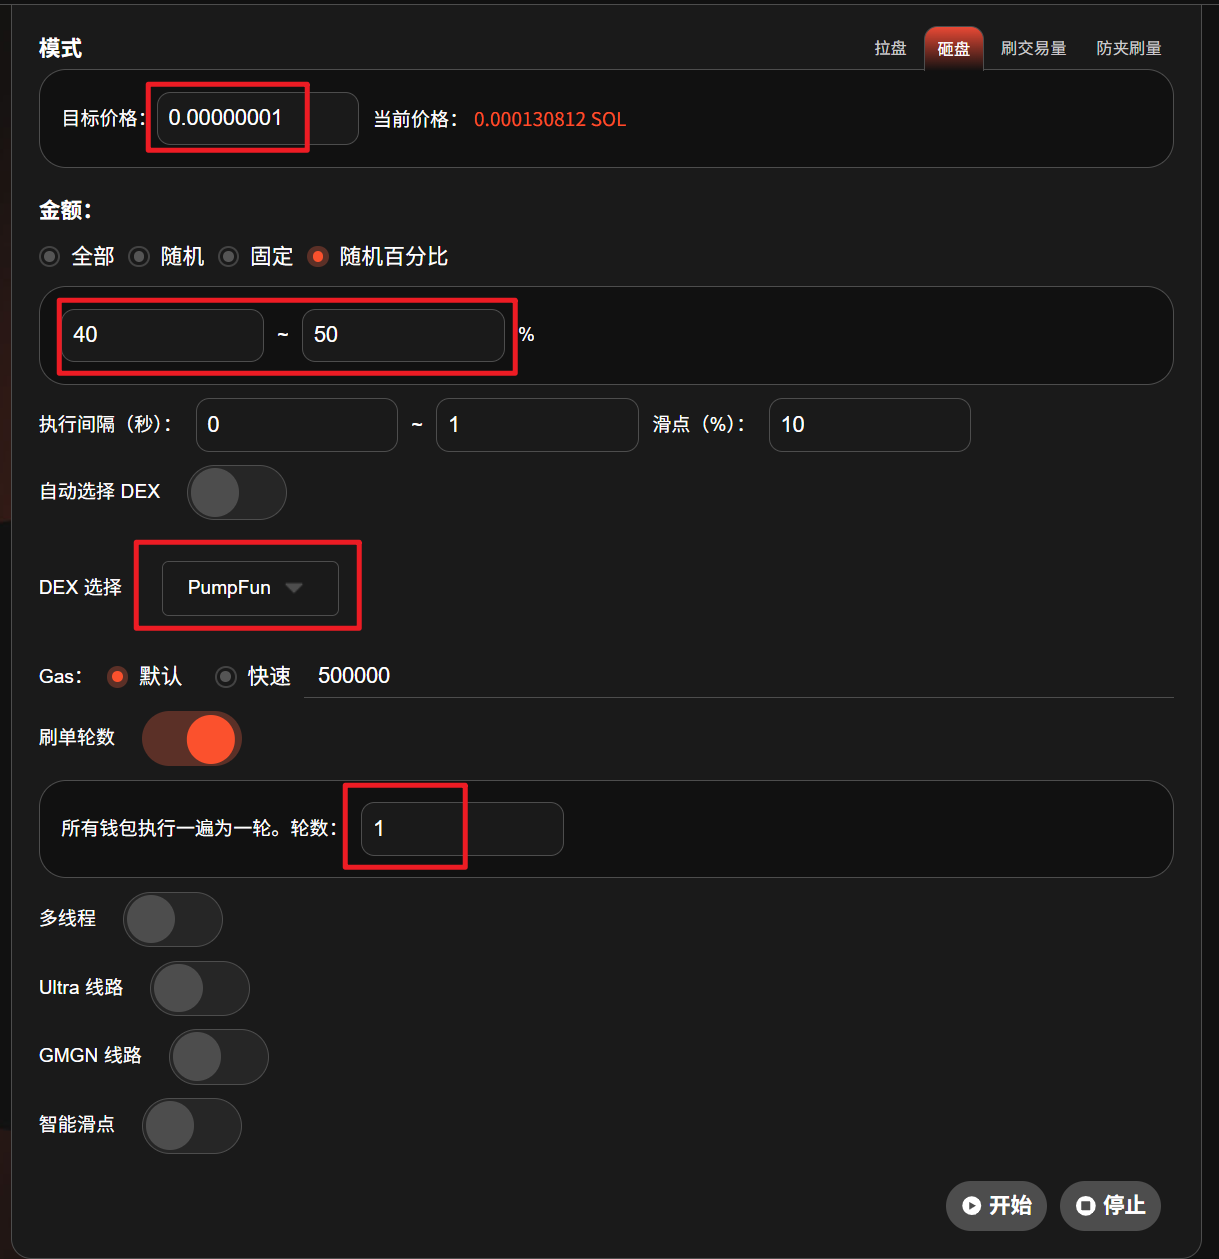 模式
拉盘 砸盘 刷交易量 防夹刷量
目标价格： 0.00000001 当前价格： 0.000130812 SOL
金额：
全部 随机 固定 随机百分比
40 ~ 50 %
执行间隔（秒）： 0 ~ 1 滑点（%）： 10
自动选择 DEX
DEX 选择 PumpFun
Gas： 默认 快速 500000
刷单轮数
所有钱包执行一遍为一轮。轮数： 1
多线程
Ultra 线路
GMGN 线路
智能滑点
开始 停止